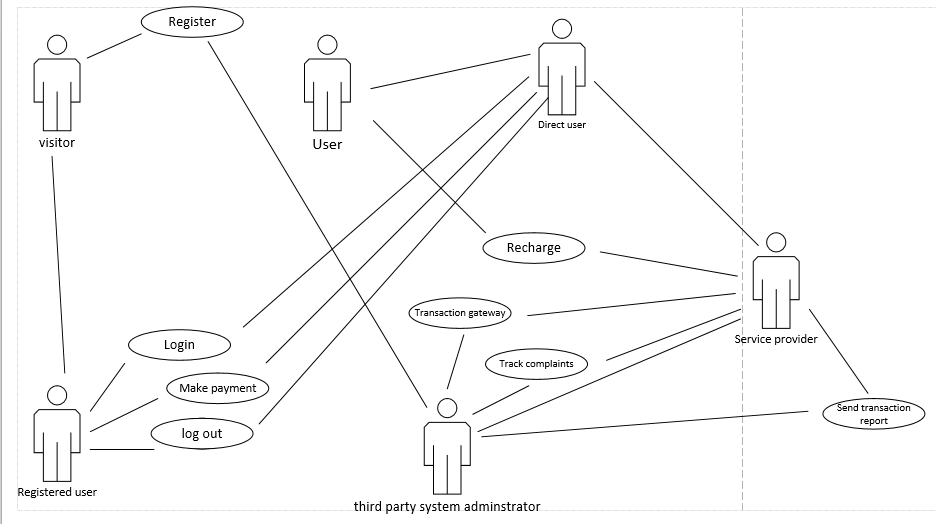 Register
visitor
User
Direct user
Recharge
Transaction gateway
Service provider
Login
Track complaints
Make payment
Send transaction
report
log out
Registered user
third party system adminstrator